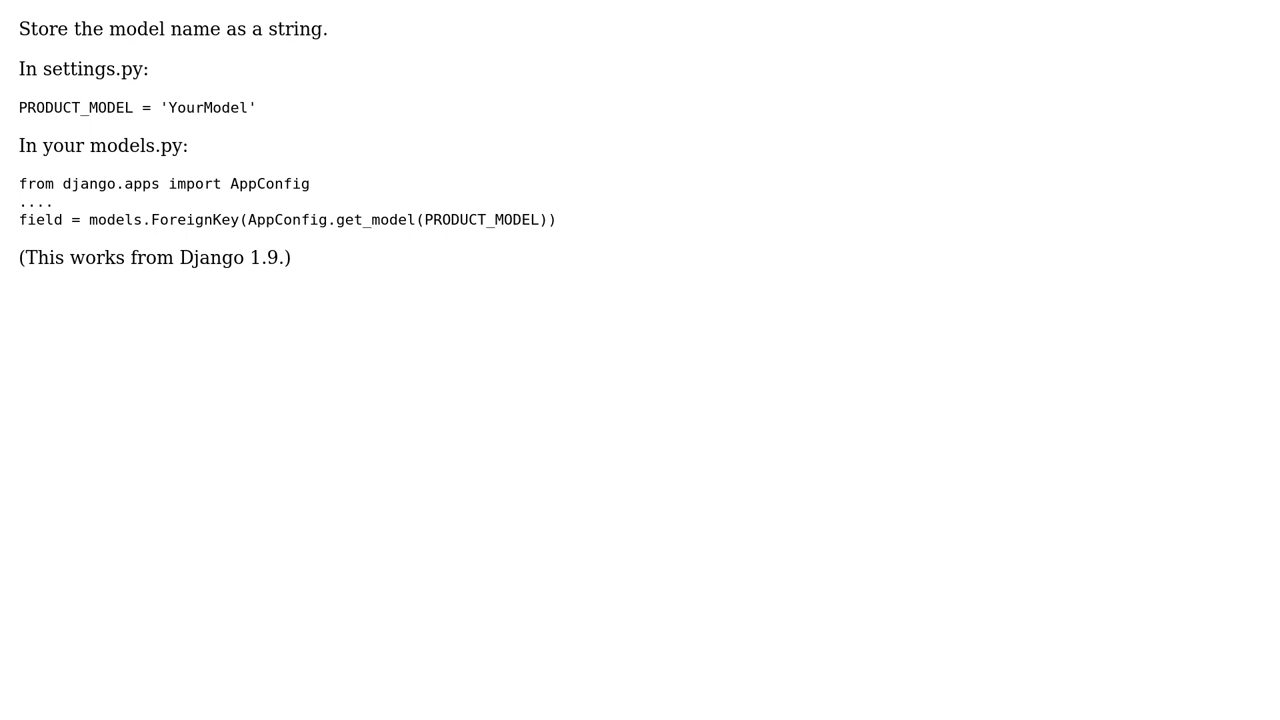 Store the model name as a string.
In settings.py:
PRODUCT_MODEL = 'YourModel'
In your models.py:
from django.apps import AppConfig
....
field = models.ForeignKey(AppConfig.get_model(PRODUCT_MODEL))
(This works from Django 1.9.)